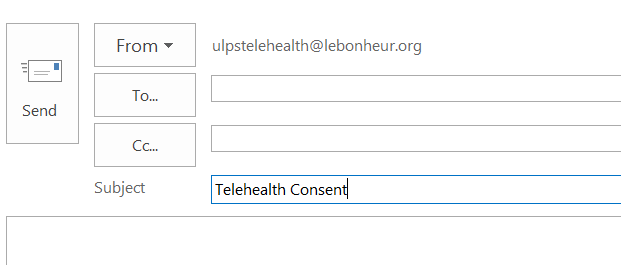 From ulpstelehealth@lebonheur.org
To...
Send
Cc...
Subject Telehealth Consent